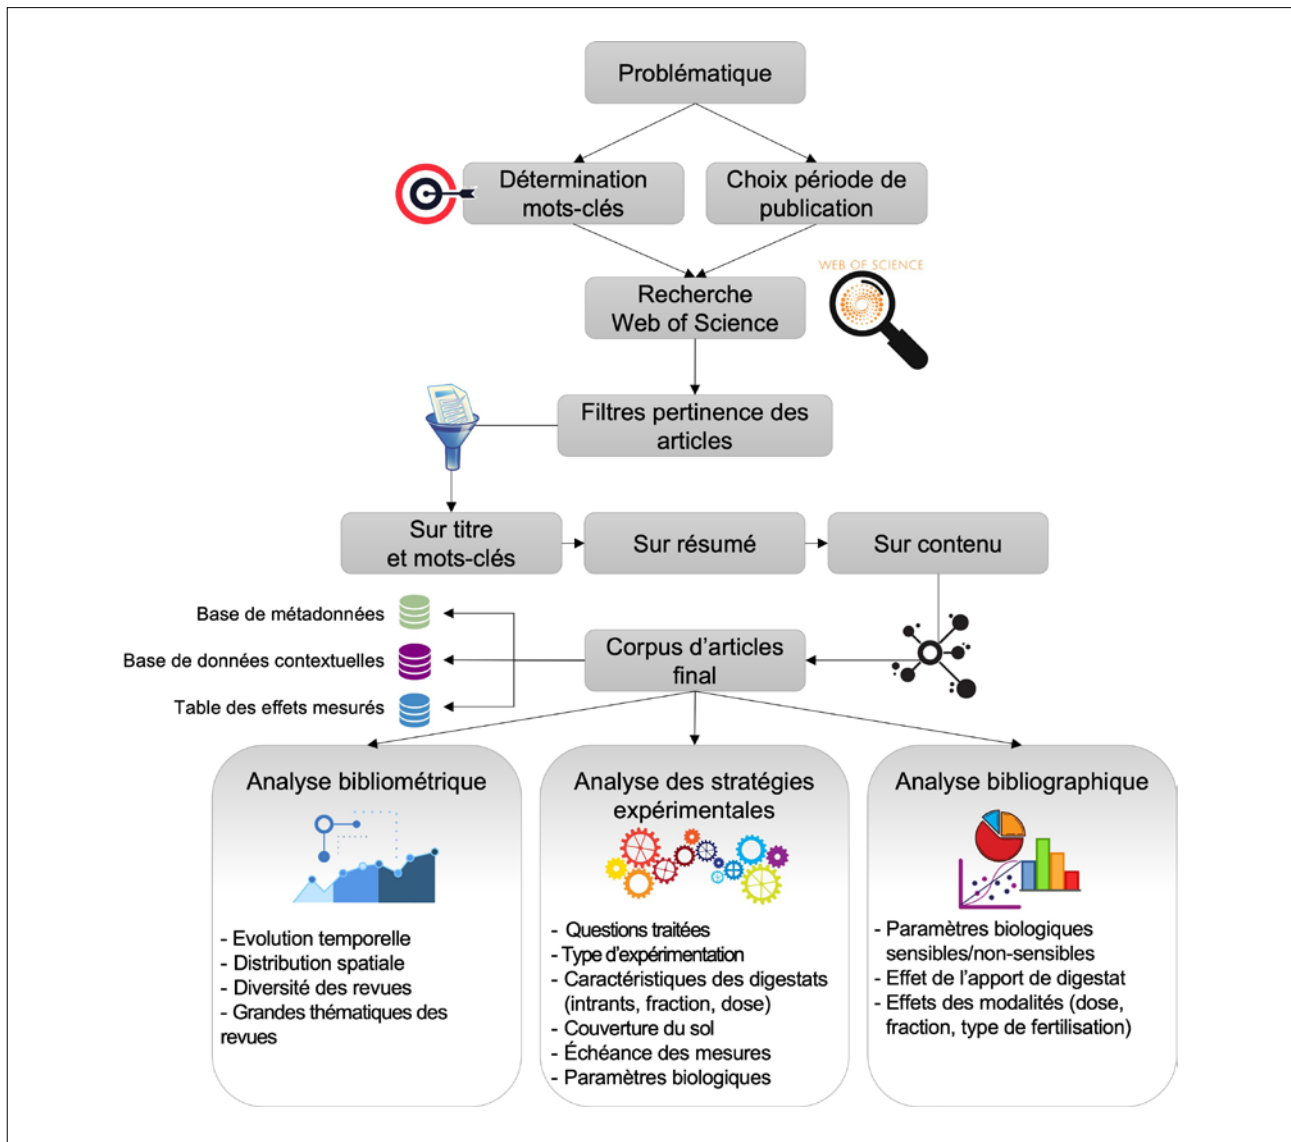 Problématique
Détermination
mots-clés
Choix période de
publication
WEB OF SCIENCE
Recherche
Web of Science
Filtres pertinence des
articles
Sur titre
et mots-clés
Sur résumé
Sur contenu
Base de métadonnées
Base de données contextuelles
Table des effets mesurés
Corpus d’articles
final
Analyse bibliométrique
- Evolution temporelle
- Distribution spatiale
- Diversité des revues
- Grandes thématiques des
revues
Analyse des stratégies
expérimentales
- Questions traitées
- Type d’expérimentation
- Caractéristiques des digestats
(intrants, fraction, dose)
- Couverture du sol
- Échéance des mesures
- Paramètres biologiques
Analyse bibliographique
- Paramètres biologiques
sensibles/non-sensibles
- Effet de l’apport de digestat
- Effets des modalités (dose,
fraction, type de fertilisation)